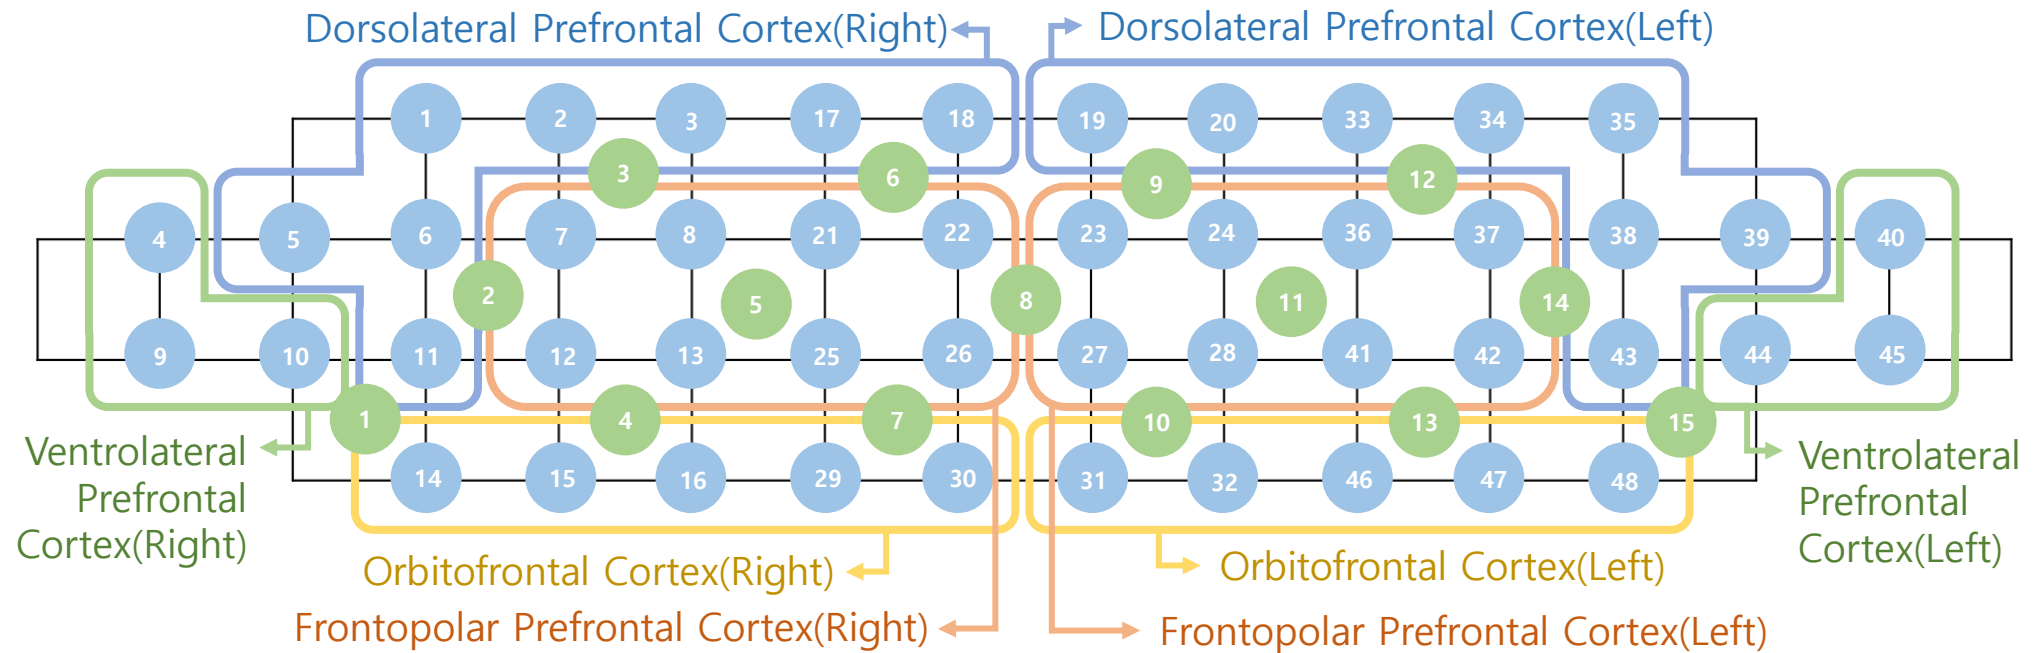 Dorsolateral Prefrontal Cortex(Right)
Dorsolateral Prefrontal Cortex(Left)
1 2 3 17 18 19 20 33 34 35
3 6 9 12
4 5 6 7 8 21 22 23 24 36 37 38 39 40
2 5 8 11 14
9 10 11 12 13 25 26 27 28 41 42 43 44 45
1 4 7 10 13 15
14 15 16 29 30 31 32 46 47 48
Ventrolateral
Prefrontal
Cortex(Right)
Ventrolateral
Prefrontal
Cortex(Left)
Orbitofrontal Cortex(Right)
Orbitofrontal Cortex(Left)
Frontopolar Prefrontal Cortex(Right)
Frontopolar Prefrontal Cortex(Left)